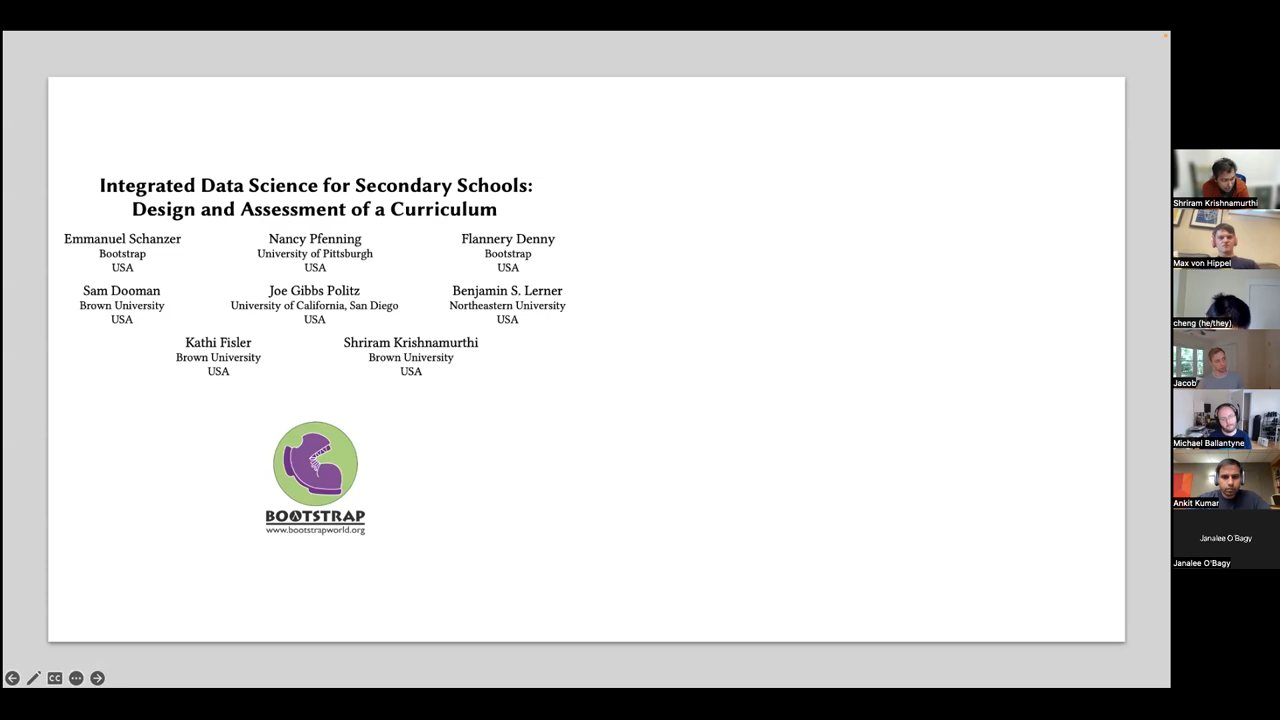 Integrated Data Science for Secondary Schools:
Design and Assessment of a Curriculum
Emmanuel Schanzer
Bootstrap
USA
Nancy Pfenning
University of Pittsburgh
USA
Flannery Denny
Bootstrap
USA
Sam Dooman
Brown University
USA
Joe Gibbs Politz
University of California, San Diego
USA
Benjamin S. Lerner
Northeastern University
USA
Kathi Fisler
Brown University
USA
Shriram Krishnamurthi
Brown University
USA
BOOTSTRAP
www.bootstrapworld.org
CC
Shriram Krishnamurthi
Max von Hippel
cheng (he/they)
Jacob
Michael Ballantyne
Ankit Kumar
Janalee O'Bagy
Janalee O'Bagy